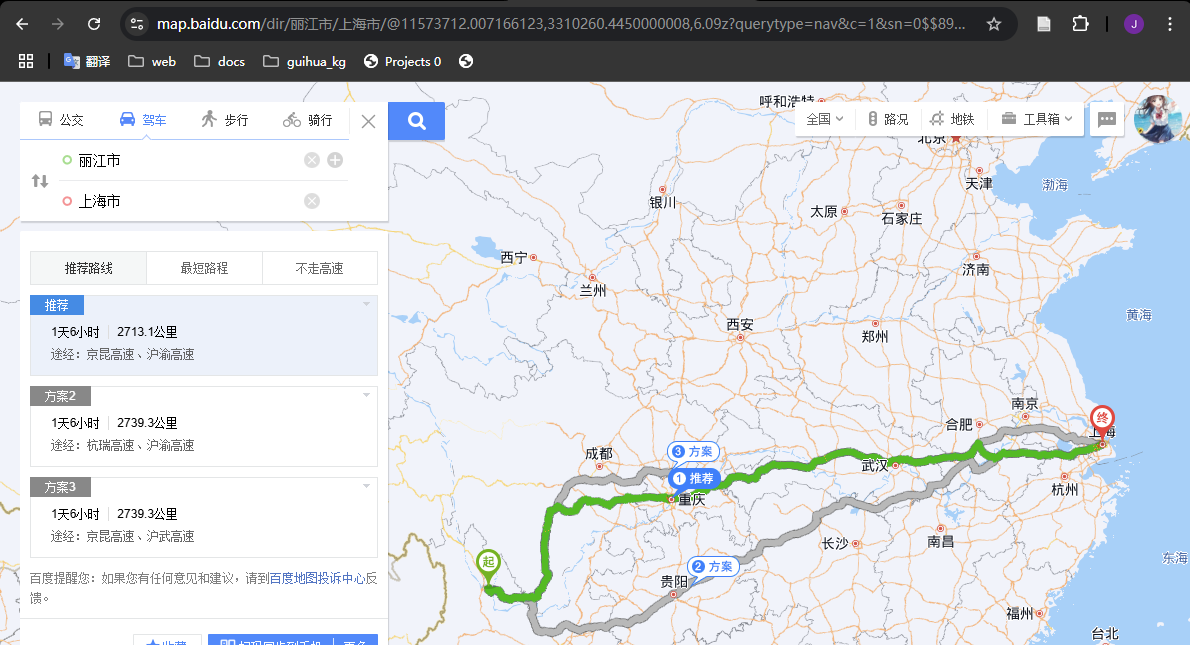 map.baidu.com/dir/丽江市/上海市/@11573712.007166123,3310260.4450000008,6.09z?querytype=nav&c=1&sn=0$$89...
J
翻译 web docs guihua_kg Projects 0
公交 驾车 步行 骑行
丽江市
上海市
全国 路况 地铁 工具箱
推荐路线 最短路程 不走高速
推荐
1天6小时 2713.1公里
途经：京昆高速、沪渝高速
方案2
1天6小时 2739.3公里
途经：杭瑞高速、沪渝高速
方案3
1天6小时 2739.3公里
途经：京昆高速、沪武高速
百度提醒您：如果您有任何意见和建议，请到百度地图投诉中心反
馈。
呼和浩特
北京
天津
渤海
银川
太原
石家庄
西宁
济南
兰州
黄海
西安
郑州
南京
合肥
终
上海
成都
3 方案
武汉
1 推荐
杭州
重庆
长沙
南昌
起
2 方案
东海
贵阳
福州
台北